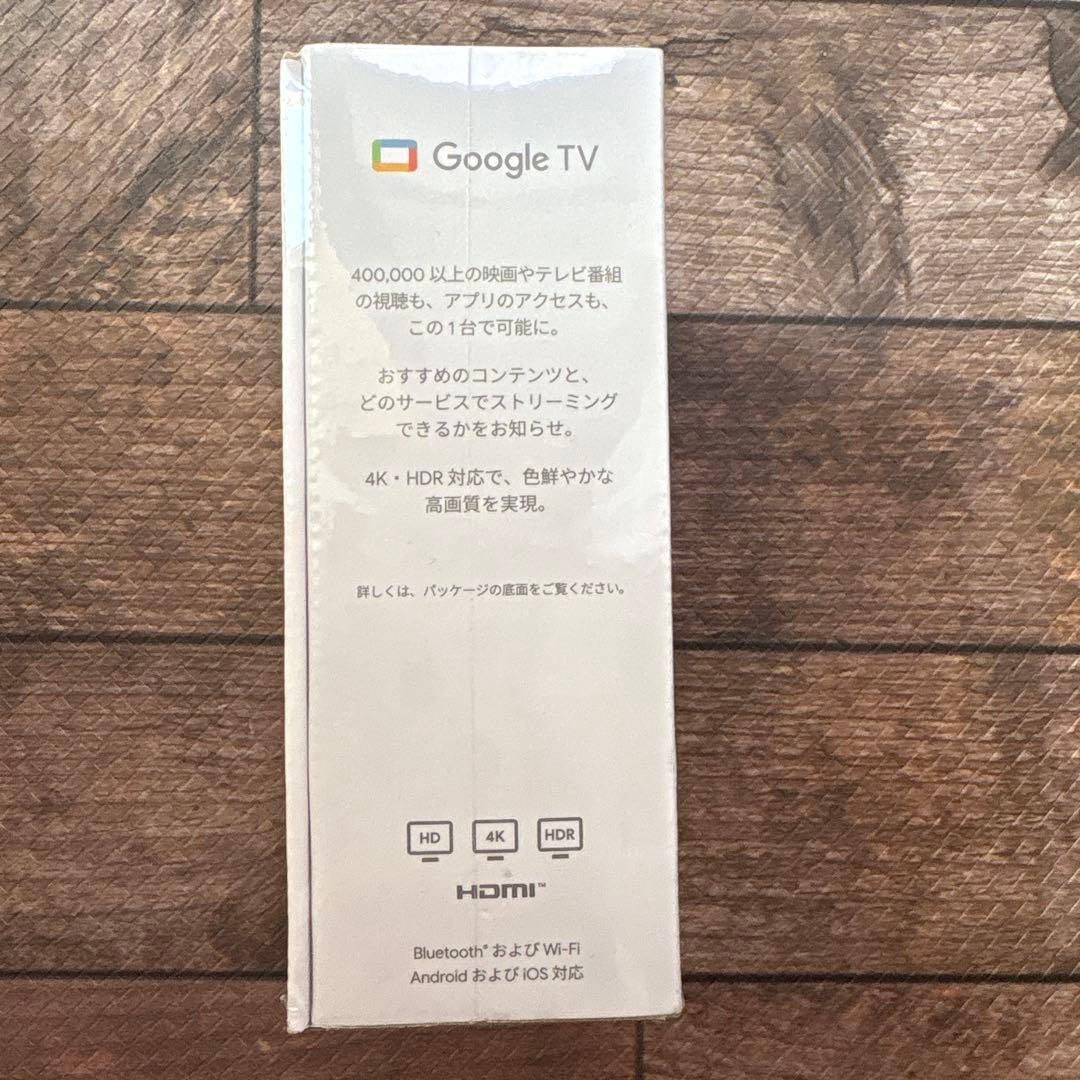 Google TV
400,000 以上の映画やテレビ番組
の視聴も、アプリのアクセスも、
この1台で可能に。
おすすめのコンテンツと、
どのサービスでストリーミング
できるかをお知らせ。
4K・HDR 対応で、色鮮やかな
高画質を実現。
詳しくは、パッケージの底面をご覧ください。
HD 4K HDR
HDMI™
Bluetooth® および Wi-Fi
Android および iOS 対応